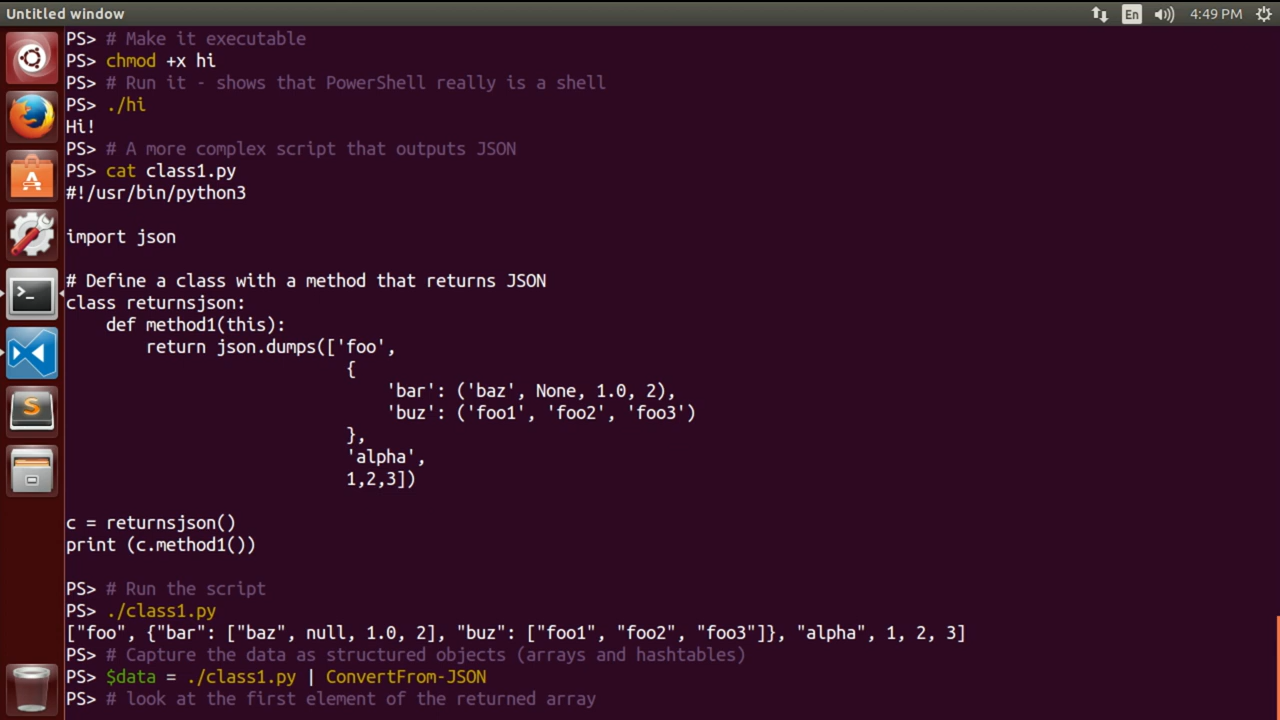 Untitled window
En
4:49 PM
PS> # Make it executable
PS> chmod +x hi
PS> # Run it - shows that PowerShell really is a shell
PS> ./hi
Hi!
PS> # A more complex script that outputs JSON
PS> cat class1.py
#!/usr/bin/python3
import json
# Define a class with a method that returns JSON
class returnsjson:
    def method1(this):
        return json.dumps(['foo',
                            {
                                'bar': ('baz', None, 1.0, 2),
                                'buz': ('foo1', 'foo2', 'foo3')
                            },
                            'alpha',
                            1,2,3])
c = returnsjson()
print (c.method1())
PS> # Run the script
PS> ./class1.py
["foo", {"bar": ["baz", null, 1.0, 2], "buz": ["foo1", "foo2", "foo3"]}, "alpha", 1, 2, 3]
PS> # Capture the data as structured objects (arrays and hashtables)
PS> $data = ./class1.py | ConvertFrom-JSON
PS> # look at the first element of the returned array